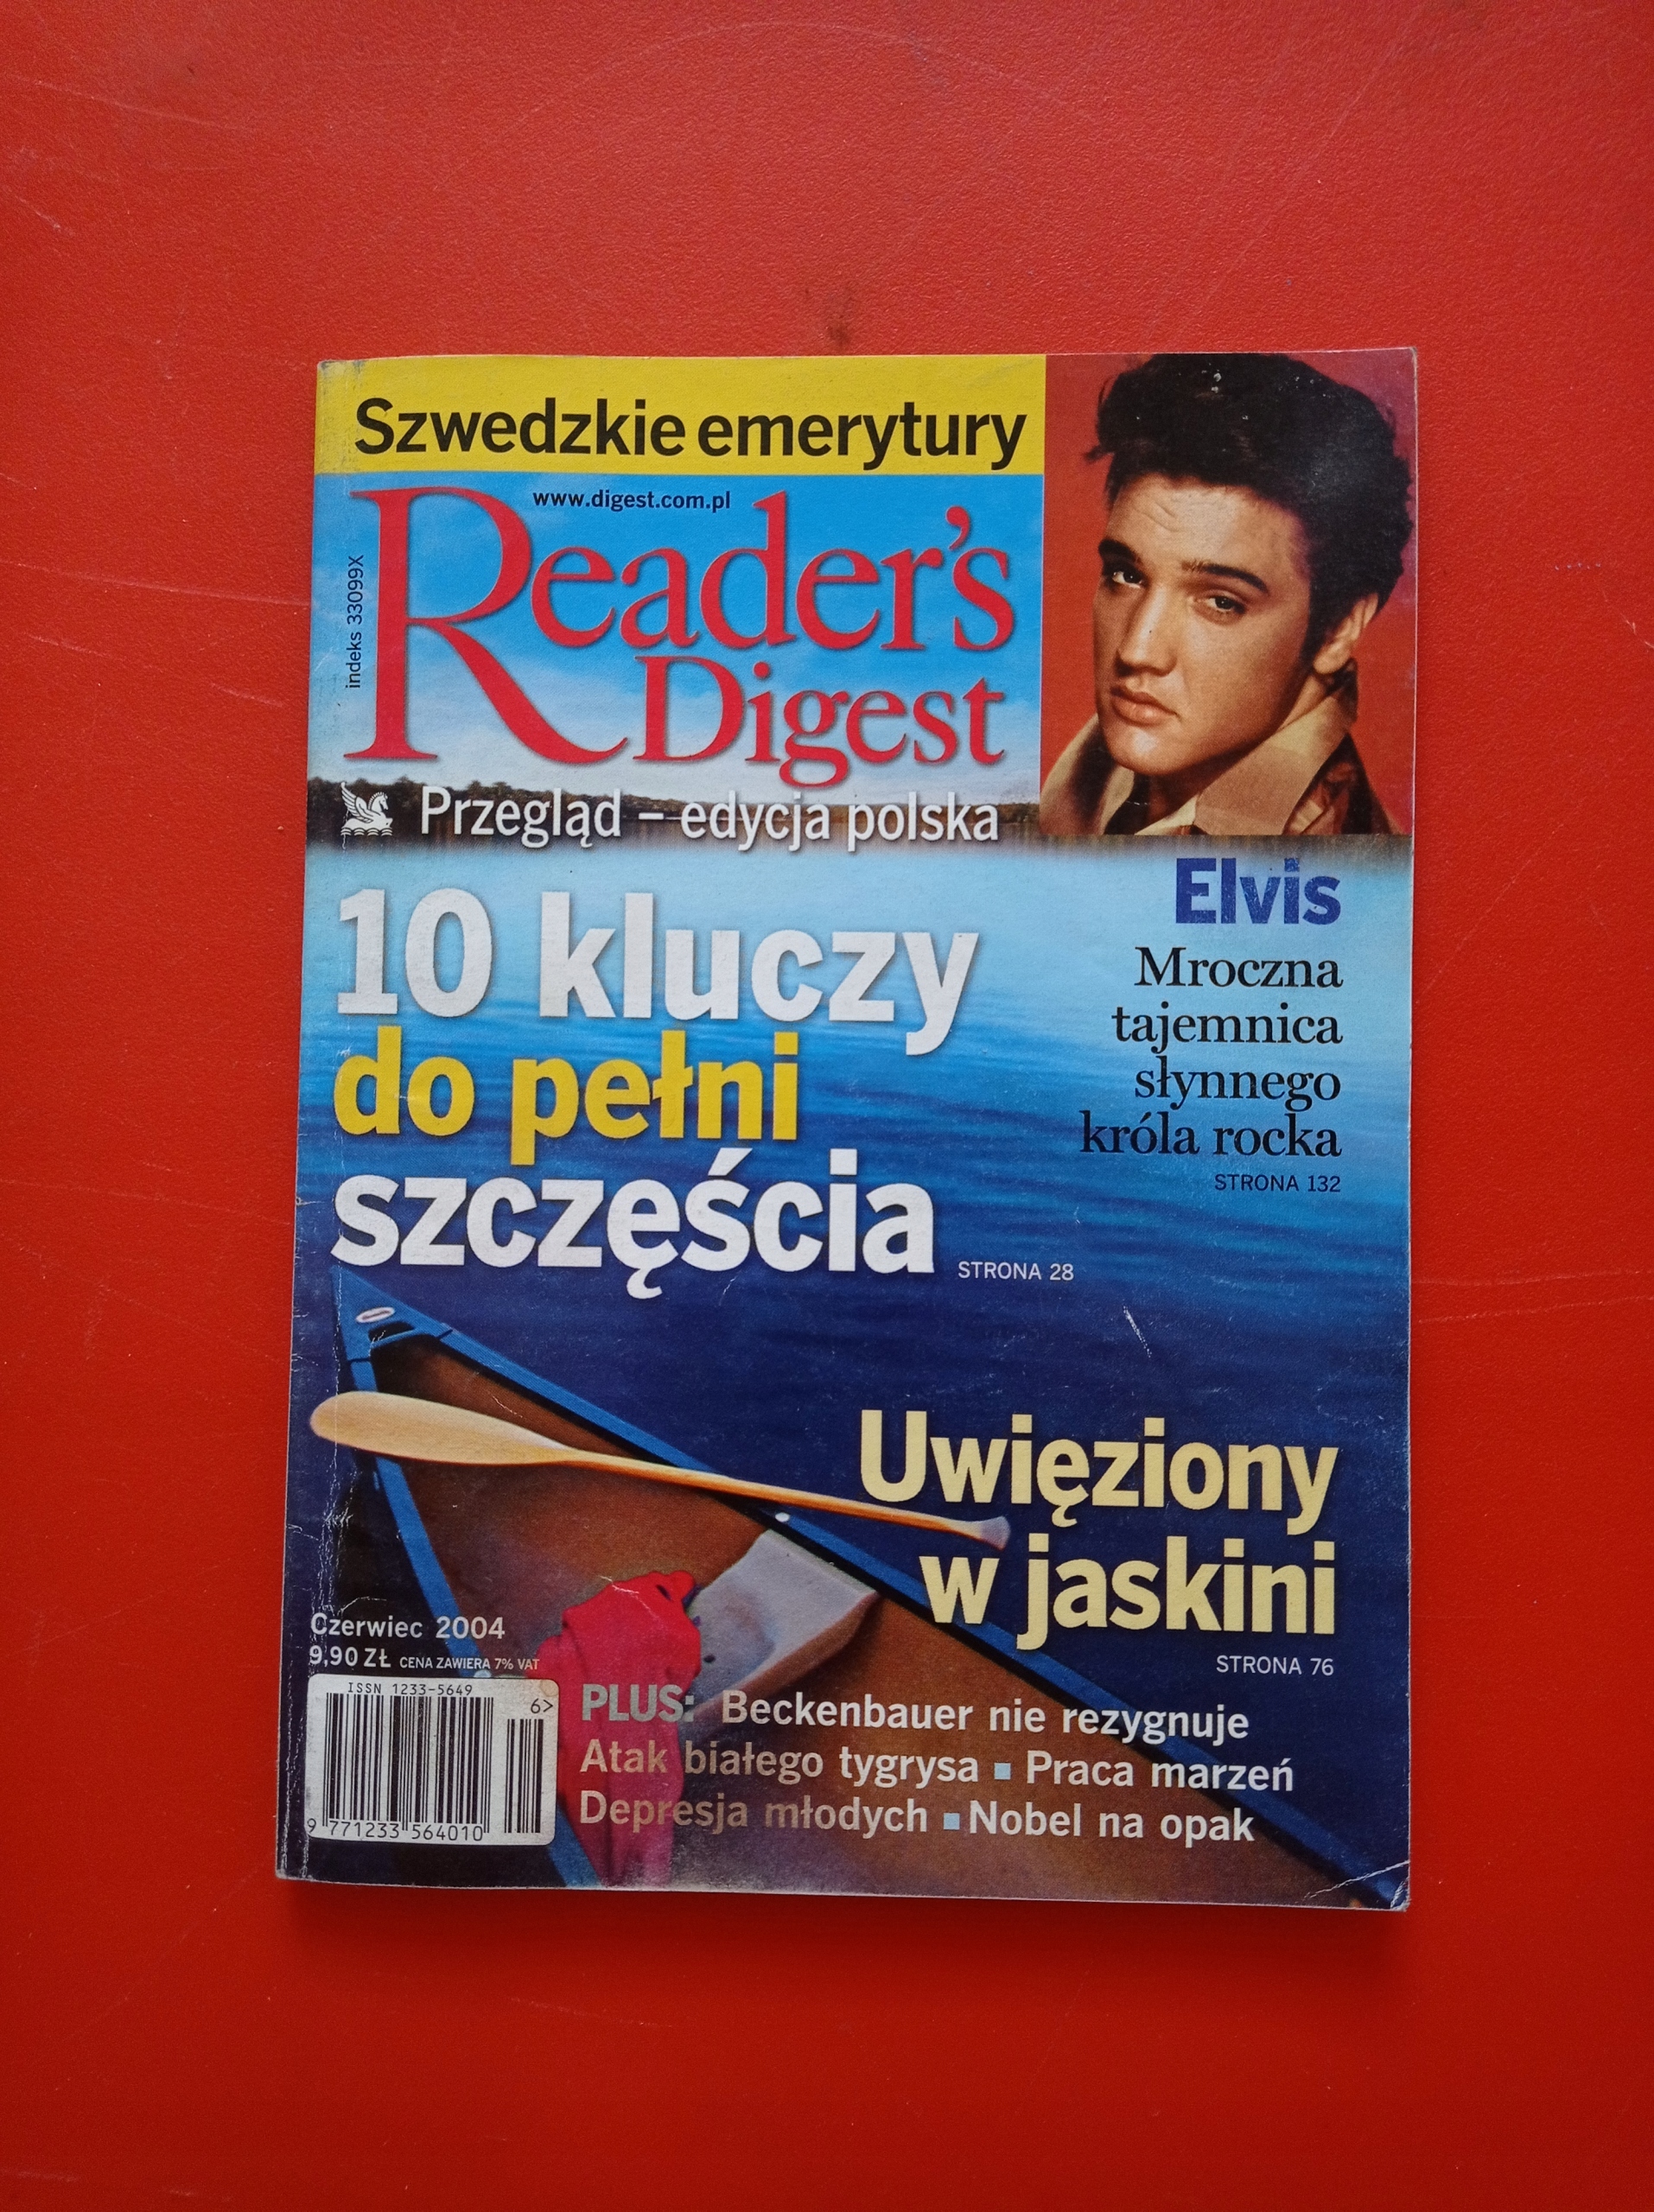 Szwedzkie emerytury
www.digest.com.pl
indeks 33099X
Reader's
Digest
Przegląd – edycja polska
Elvis
Mroczna
tajemnica
słynnego
króla rocka
STRONA 132
10 kluczy
do pełni
szczęścia
STRONA 28
Uwięziony
w jaskini
STRONA 76
Czerwiec 2004
9,90 ZŁ CENA ZAWIERA 7% VAT
ISSN 1233-5649
6>
9 771233 564010
PLUS: Beckenbauer nie rezygnuje
Atak białego tygrysa ▪ Praca marzeń
Depresja młodych ▪ Nobel na opak